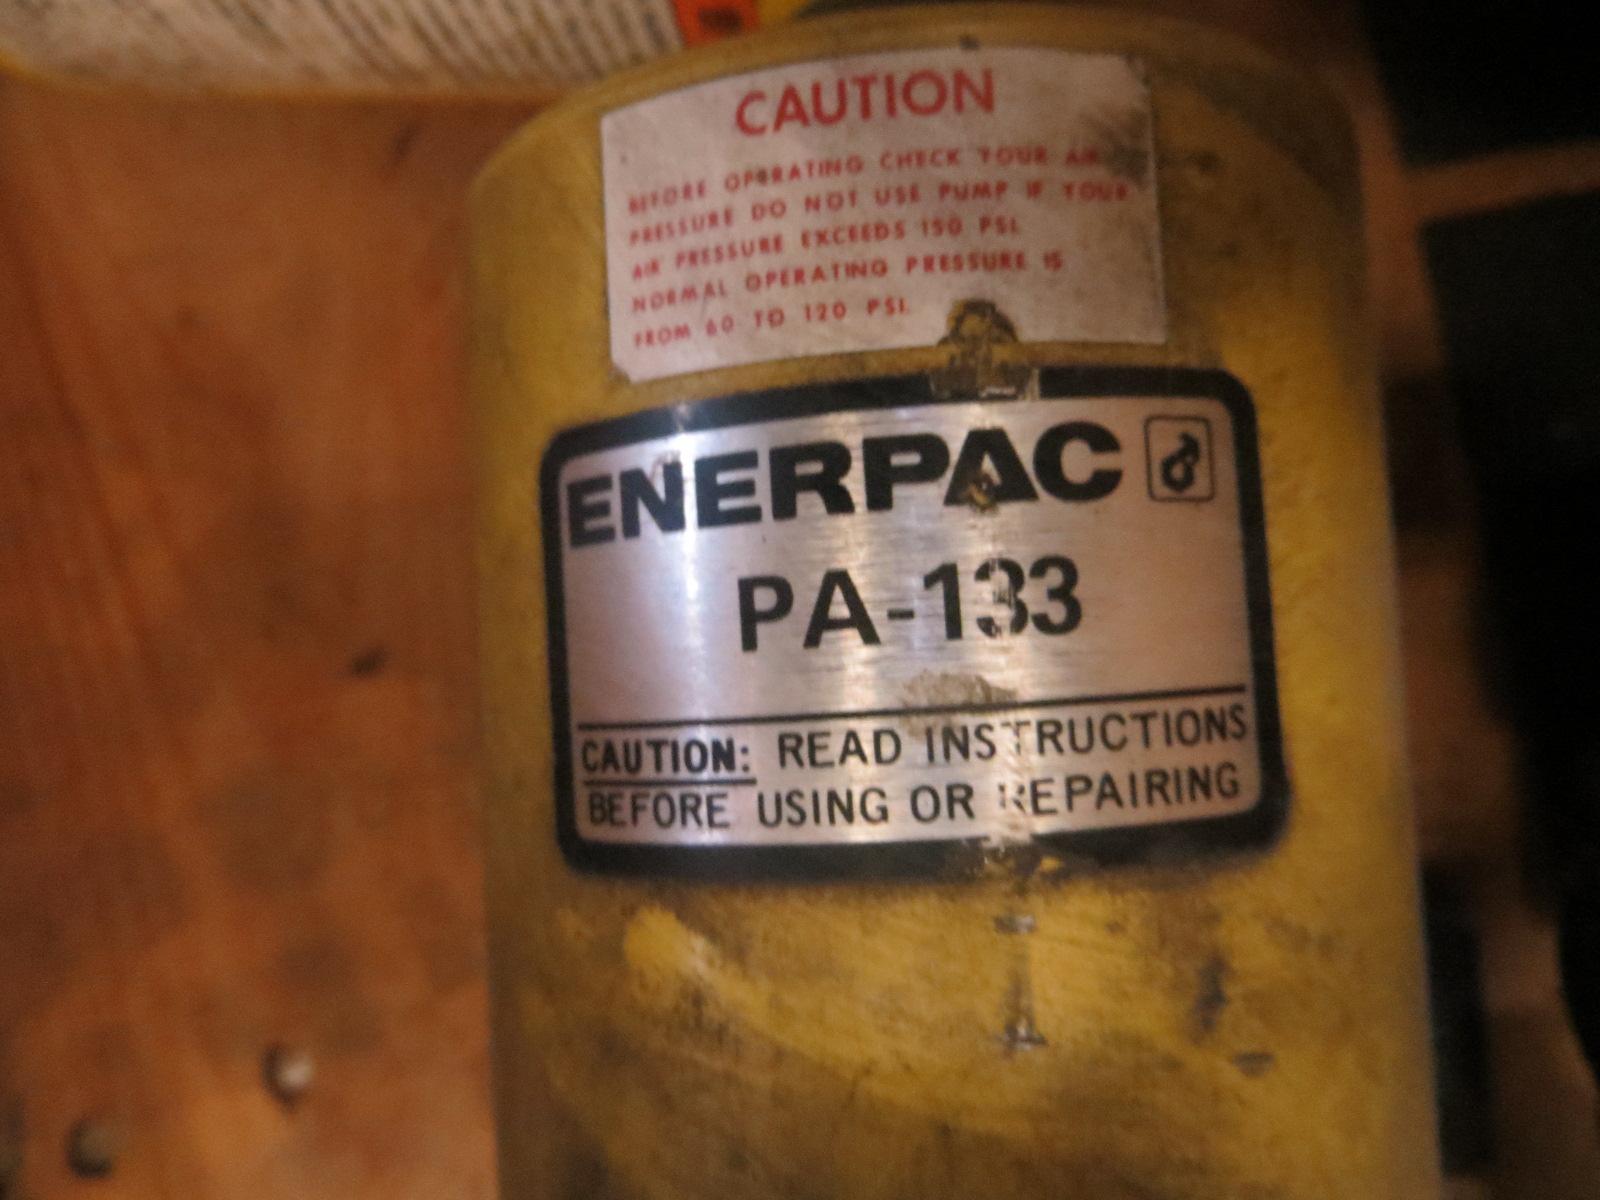 CAUTION
BEFORE OPERATING CHECK YOUR AIR
PRESSURE DO NOT USE PUMP IF YOUR
AIR PRESSURE EXCEEDS 150 PSI.
NORMAL OPERATING PRESSURE IS
FROM 60 TO 120 PSI.
ENERPAC
PA-133
CAUTION: READ INSTRUCTIONS
BEFORE USING OR REPAIRING